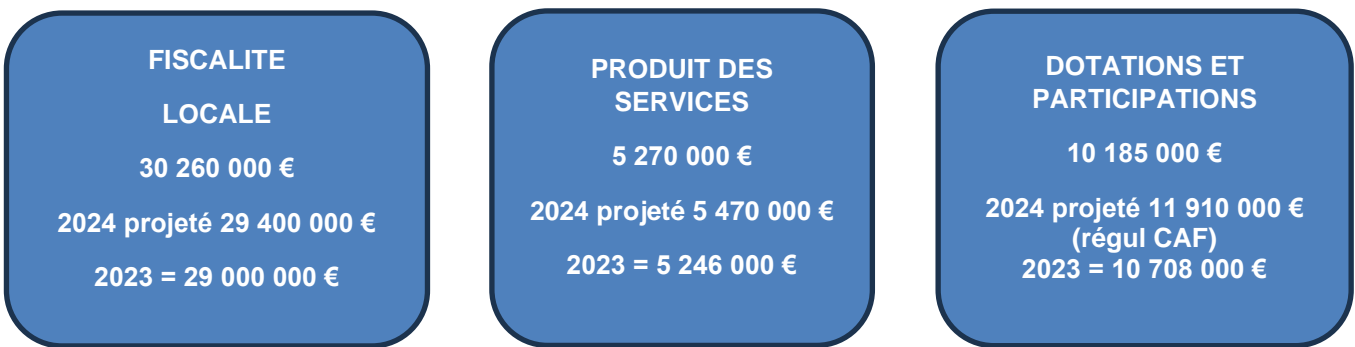 FISCALITE
LOCALE
30 260 000 €
2024 projeté 29 400 000 €
2023 = 29 000 000 €
PRODUIT DES
SERVICES
5 270 000 €
2024 projeté 5 470 000 €
2023 = 5 246 000 €
DOTATIONS ET
PARTICIPATIONS
10 185 000 €
2024 projeté 11 910 000 €
(régul CAF)
2023 = 10 708 000 €